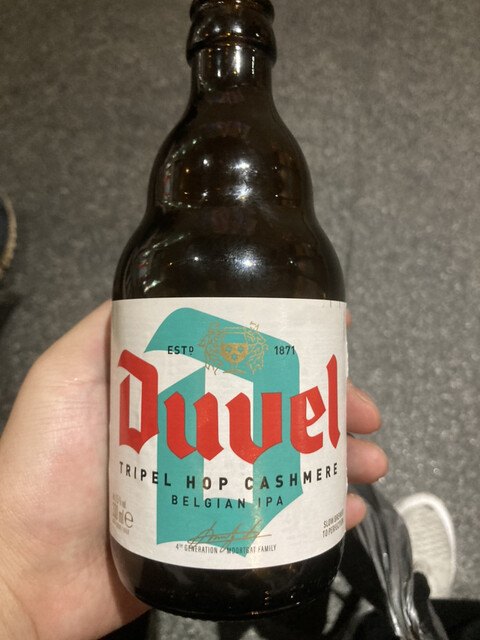 ESTD 1871
Duvel
TRIPEL HOP CASHMERE
BELGIAN IPA
4TH GENERATION MOORTGAT FAMILY